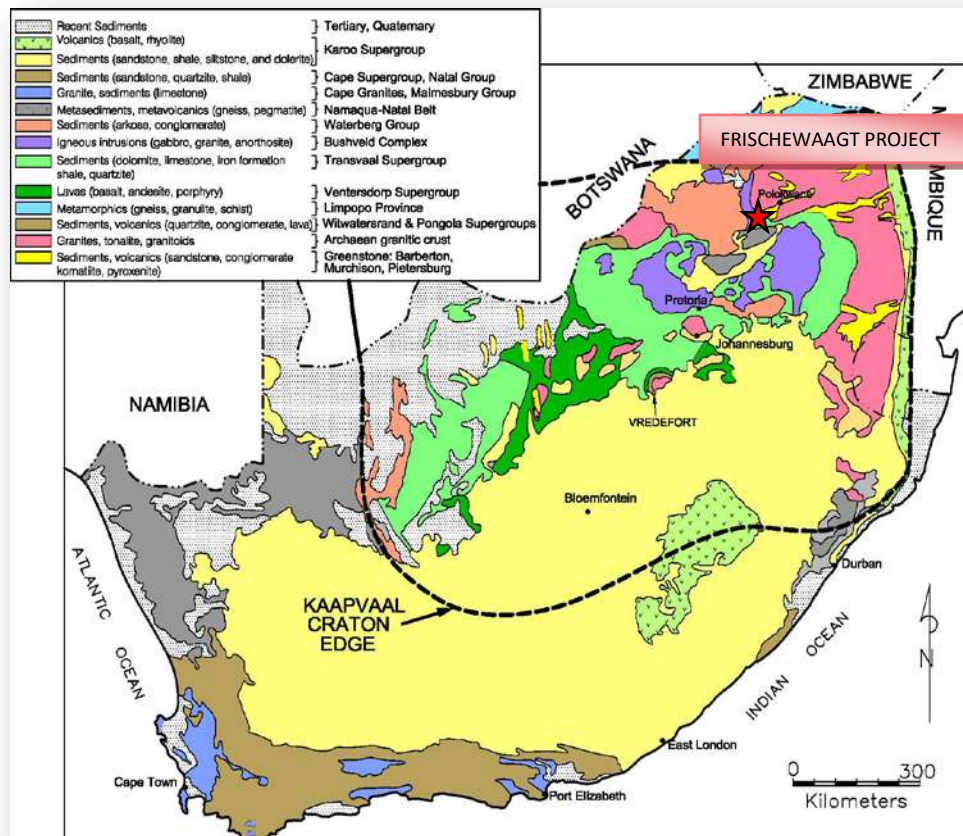 Recent Sediments
Tertiary, Quaternary
Volcanics (basalt, rhyolite)
Karoo Supergroup
Sediments (sandstone, shale, siltstone, and dolerite)
Sediments (sandstone, quartzite, shale)
Cape Supergroup, Natal Group
Granite, sediments (limestone)
Cape Granites, Malmesbury Group
Metasediments, metavolcanics (gneiss, pegmatite)
Namaqua-Natal Belt
Sediments (arkose, conglomerate)
Waterberg Group
Igneous intrusions (gabbro, granite, anorthosite)
Bushveld Complex
Sediments (dolomite, limestone, iron formation
shale, quartzite)
Transvaal Supergroup
Lavas (basalt, andesite, porphyry)
Ventersdorp Supergroup
Metamorphics (gneiss, granulite, schist)
Limpopo Province
Sediments, volcanics (quartzite, conglomerate, lava)
Witwatersrand & Pongola Supergroups
Granites, tonalite, granitoids
Archaean granitic crust
Sediments, volcanics (sandstone, conglomerate
komatiite, pyroxenite)
Greenstone: Barberton,
Murchison, Pietersburg
ZIMBABWE
FRISCHEWAAGT PROJECT
BOTSWANA
MBIQUE
Polokwane
Pretoria
Johannesburg
NAMIBIA
VREDEFORT
Bloemfontein
Durban
KAAPVAAL
CRATON
EDGE
ATLANTIC OCEAN
INDIAN OCEAN
N
East London
Cape Town
Port Elizabeth
0 300
Kilometers